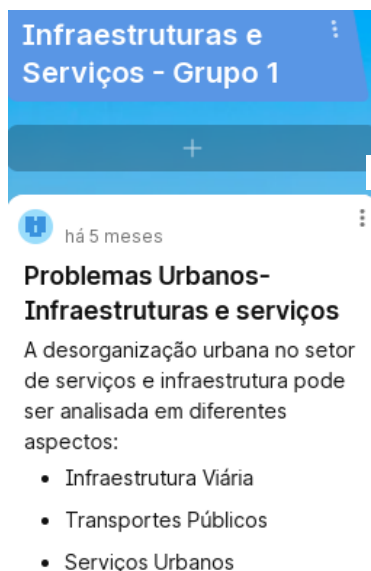 Infraestruturas e
Serviços - Grupo 1
há 5 meses
Problemas Urbanos-
Infraestruturas e serviços
A desorganização urbana no setor
de serviços e infraestrutura pode
ser analisada em diferentes
aspectos:
• Infraestrutura Viária
• Transportes Públicos
• Serviços Urbanos